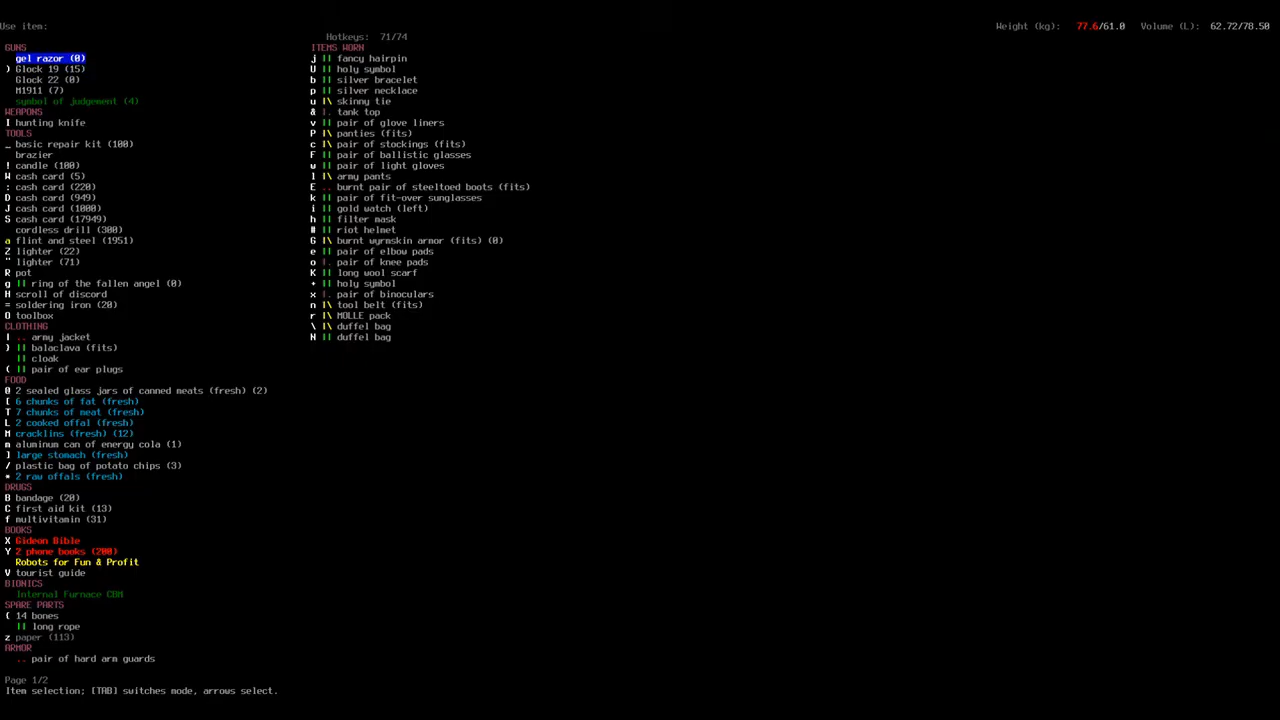 Use item:
Weight (kg): 77.6/61.0 Volume (L): 62.72/78.50
Hotkeys: 71/74
GUNS
gel razor (0)
) Glock 19 (15)
Glock 22 (0)
M1911 (7)
symbol of judgement (4)
WEAPONS
I hunting knife
TOOLS
_ basic repair kit (100)
brazier
! candle (100)
W cash card (5)
: cash card (220)
D cash card (949)
J cash card (1000)
S cash card (17949)
cordless drill (300)
a flint and steel (1951)
Z lighter (22)
" lighter (71)
R pot
g || ring of the fallen angel (0)
H scroll of discord
= soldering iron (20)
O toolbox
CLOTHING
| .. army jacket
} || balaclava (fits)
|| cloak
{ || pair of ear plugs
FOOD
0 2 sealed glass jars of canned meats (fresh) (2)
[ 6 chunks of fat (fresh)
T 7 chunks of meat (fresh)
L 2 cooked offal (fresh)
M cracklins (fresh) (12)
m aluminum can of energy cola (1)
] large stomach (fresh)
/ plastic bag of potato chips (3)
* 2 raw offals (fresh)
DRUGS
B bandage (20)
C first aid kit (13)
f multivitamin (31)
BOOKS
X Gideon Bible
Y 2 phone books (200)
Robots for Fun & Profit
V tourist guide
BIONICS
Internal Furnace CBM
SPARE PARTS
( 14 bones
|| long rope
z paper (113)
ARMOR
.. pair of hard arm guards
ITEMS WORN
j || fancy hairpin
U || holy symbol
b || silver bracelet
p || silver necklace
u |\ skinny tie
& |. tank top
v || pair of glove liners
P |\ panties (fits)
c |\ pair of stockings (fits)
F || pair of ballistic glasses
w || pair of light gloves
l |\ army pants
E .. burnt pair of steeltoed boots (fits)
k || pair of fit-over sunglasses
i || gold watch (left)
h || filter mask
# || riot helmet
G |\ burnt wyrmskin armor (fits) (0)
e || pair of elbow pads
o |. pair of knee pads
K || long wool scarf
+ || holy symbol
x |. pair of binoculars
n |\ tool belt (fits)
r |\ MOLLE pack
\ |\ duffel bag
N || duffel bag
Page 1/2
Item selection; [TAB] switches mode, arrows select.